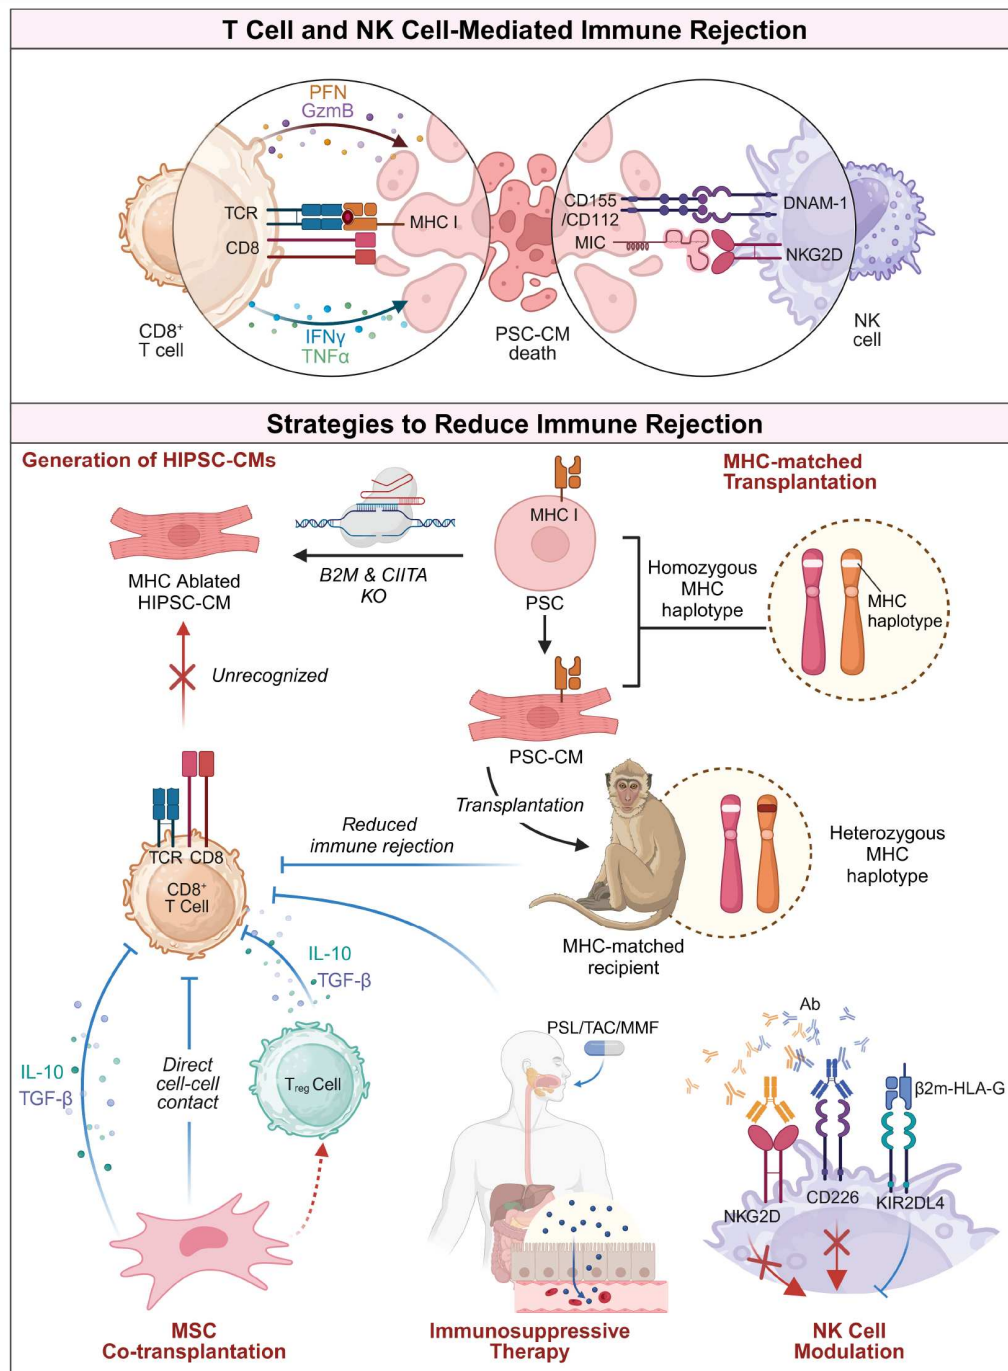 T Cell and NK Cell-Mediated Immune Rejection
PFN
GzmB
TCR
CD8
MHC I
IFNγ
TNFα
CD8⁺
T cell
PSC-CM
death
CD155
/CD112
MIC
DNAM-1
NKG2D
NK
cell
Strategies to Reduce Immune Rejection
Generation of HIPSC-CMs
MHC Ablated
HIPSC-CM
B2M & CIITA
KO
MHC I
PSC
MHC-matched
Transplantation
Homozygous
MHC
haplotype
MHC
haplotype
Unrecognized
PSC-CM
Transplantation
Reduced
immune rejection
MHC-matched
recipient
Heterozygous
MHC
haplotype
TCR CD8
CD8⁺
T Cell
IL-10
TGF-β
IL-10
TGF-β
Direct
cell-cell
contact
Treg Cell
MSC
Co-transplantation
PSL/TAC/MMF
Immunosuppressive
Therapy
Ab
β2m-HLA-G
NKG2D
CD226
KIR2DL4
NK Cell
Modulation